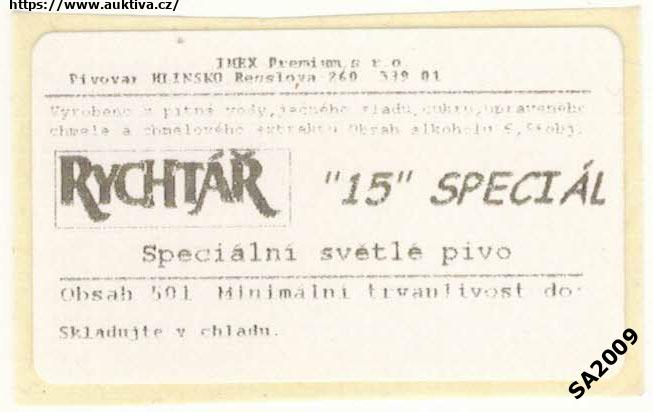 https://www.auktiva.cz/
IMEX Premium, s r.o.
Pivovar HLINSKO Resslova 260 539 01
Vyrobeno z pitné vody, ječného sladu, cukru, upraveného
chmele a chmelového extraktu Obsah alkoholu obj.
RYCHTÁŘ "15" SPECIÁL
Speciální světlé pivo
Obsah 50l Minimální trvanlivost do:
Skladujte v chladu.
SA2009